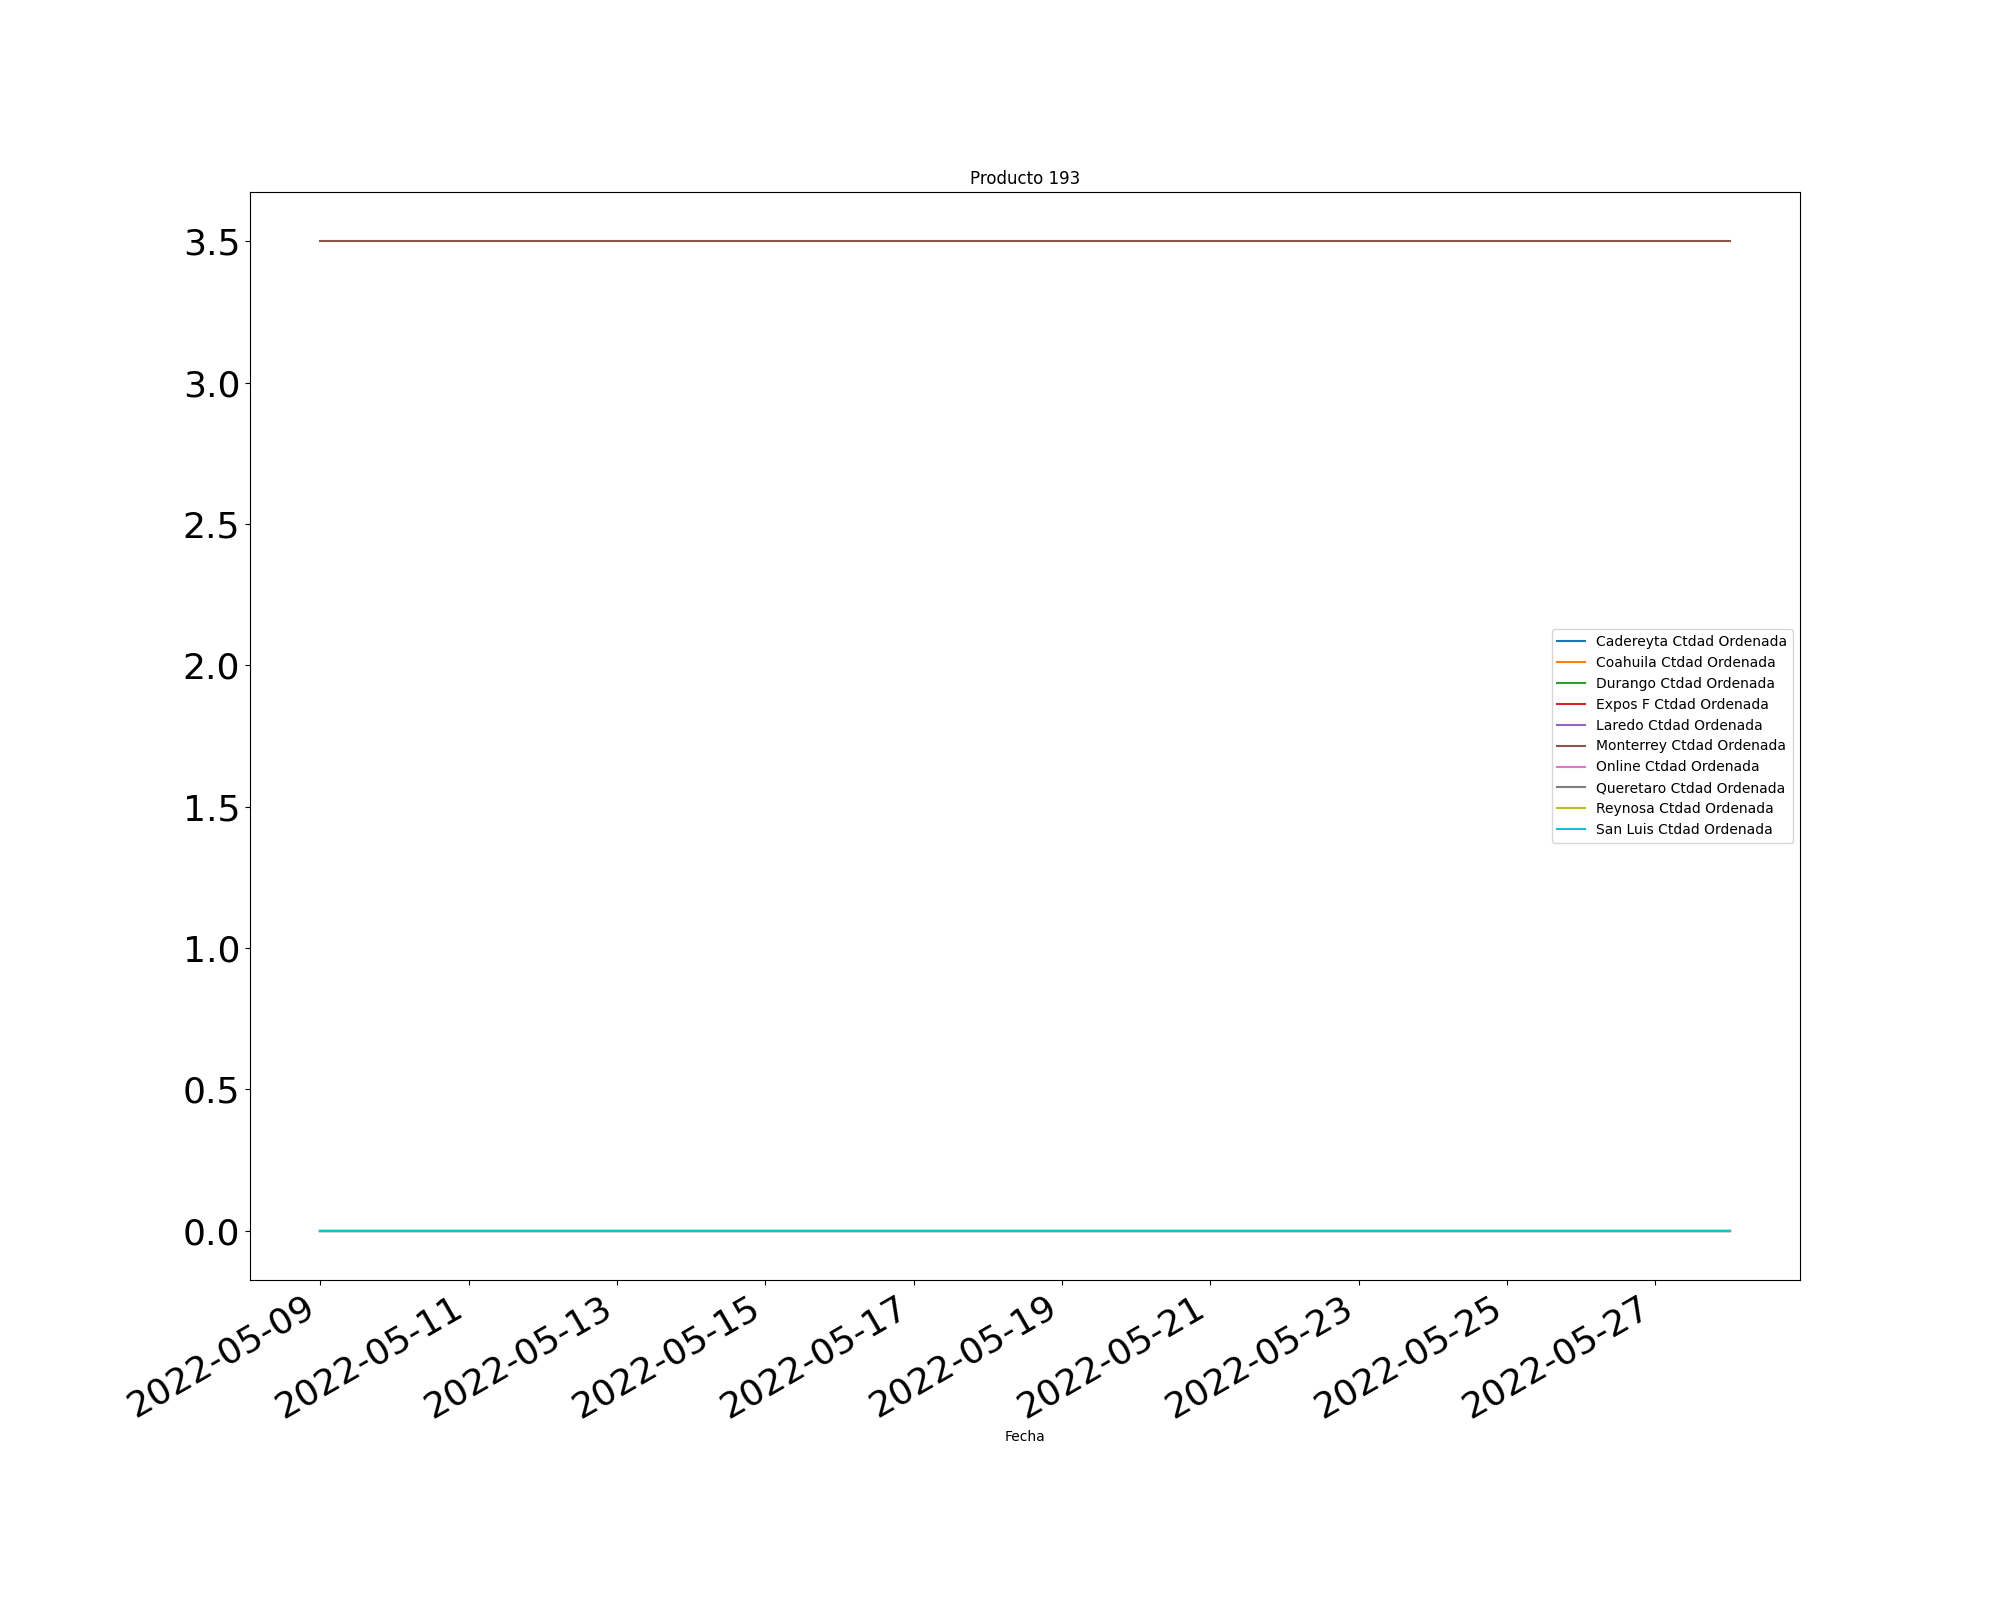 Producto 193
3.5
3.0
2.5
2.0
1.5
1.0
0.5
0.0
Cadereyta Ctdad Ordenada
Coahuila Ctdad Ordenada
Durango Ctdad Ordenada
Expos F Ctdad Ordenada
Laredo Ctdad Ordenada
Monterrey Ctdad Ordenada
Online Ctdad Ordenada
Queretaro Ctdad Ordenada
Reynosa Ctdad Ordenada
San Luis Ctdad Ordenada
2022-05-09
2022-05-11
2022-05-13
2022-05-15
2022-05-17
2022-05-19
2022-05-21
2022-05-23
2022-05-25
2022-05-27
Fecha